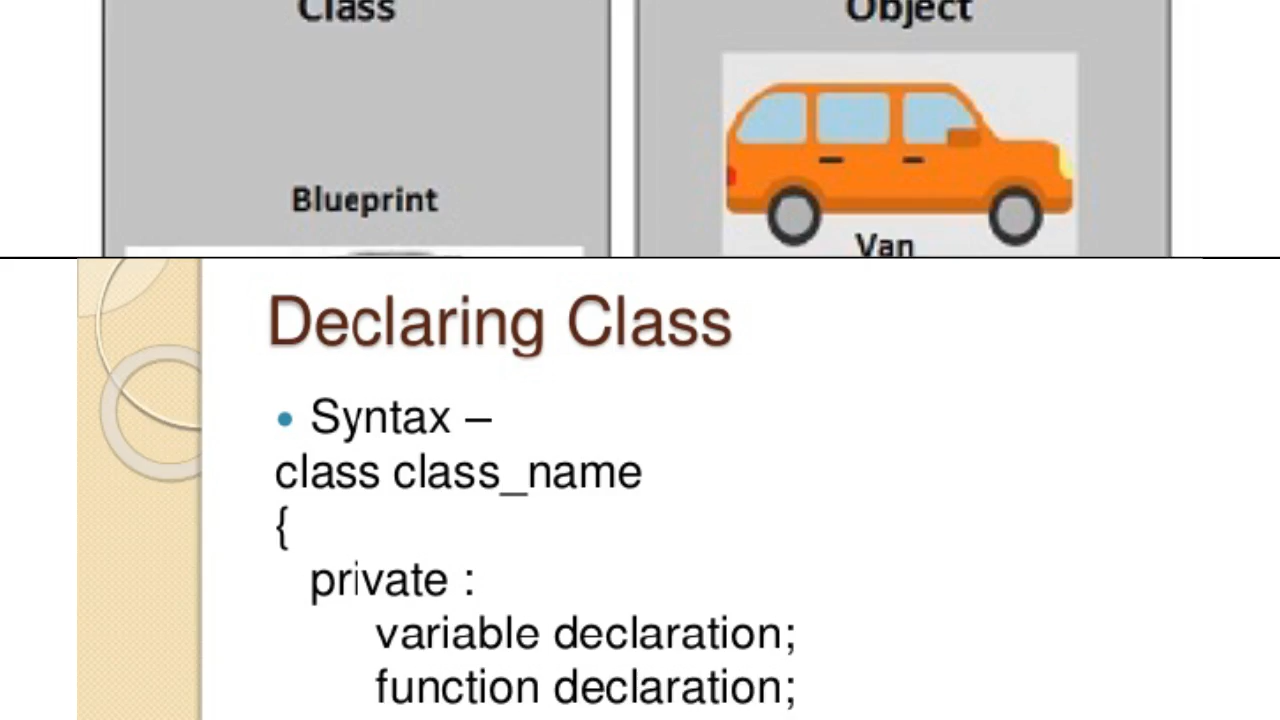 Class
Object
Blueprint
Van
Declaring Class
• Syntax –
class class_name
{
private :
variable declaration;
function declaration;